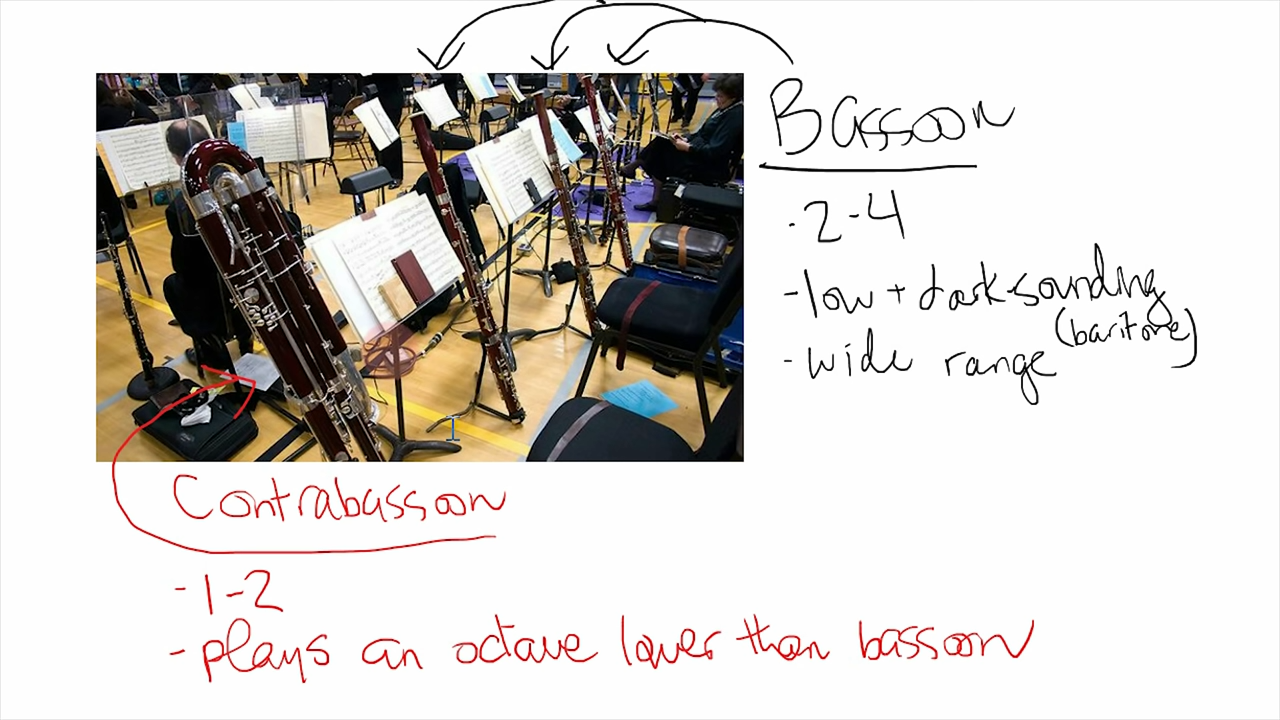 Bassoon
- 2-4
- low + dark-sounding
(baritone)
- wide range
Contrabassoon
- 1-2
- plays an octave lower than bassoon